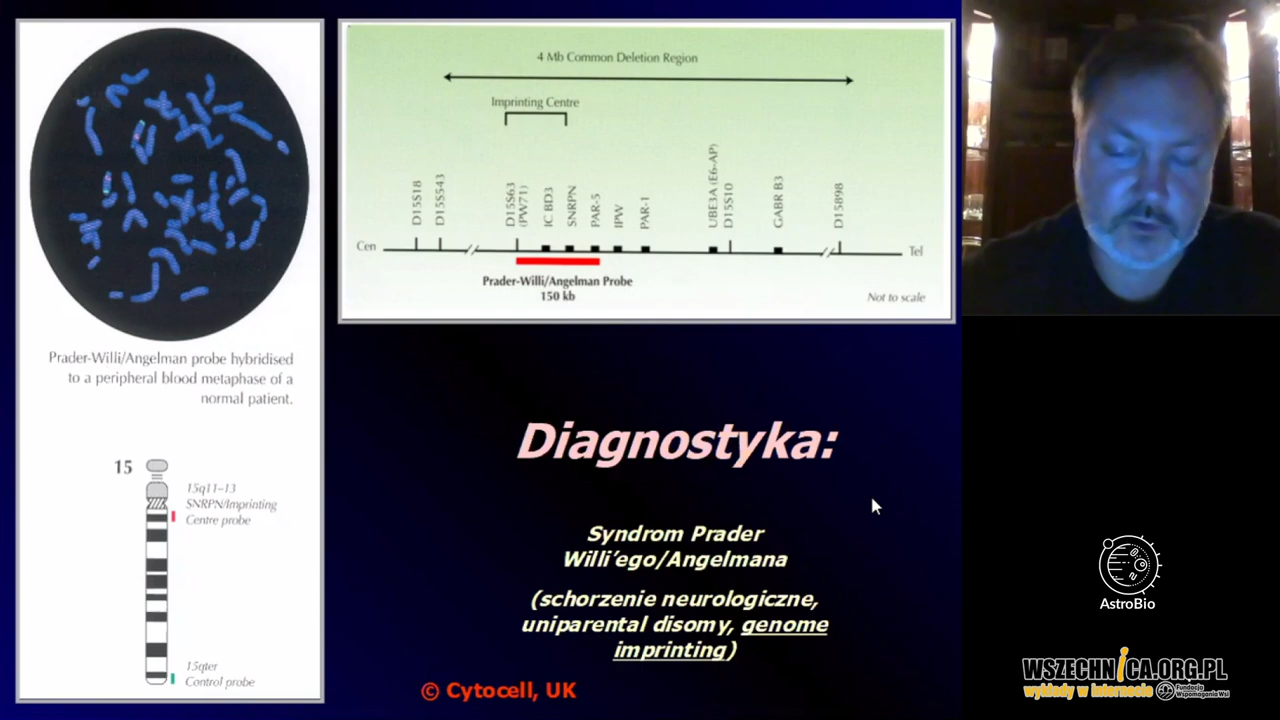 Prader-Willi/Angelman probe hybridised
to a peripheral blood metaphase of a
normal patient.
15
15q11–13
SNRPN/Imprinting
Centre probe
15qter
Control probe
4 Mb Common Deletion Region
Imprinting Centre
D15S18
D15S543
D15S63
(PW71)
IC BD3
SNRPN
PAR-5
IPW
PAR-1
UBE3A (E6-AP)
D15S10
GABR B3
D15898
Cen
Tel
Prader-Willi/Angelman Probe
150 kb
Not to scale
Diagnostyka:
Syndrom Prader
Willi’ego/Angelmana
(schorzenie neurologiczne,
uniparental disomy, genome
imprinting)
© Cytocell, UK
AstroBio
WSZECHNICA.ORG.PL
wykłady w internecie
Fundacja
Wspomagania Wsi